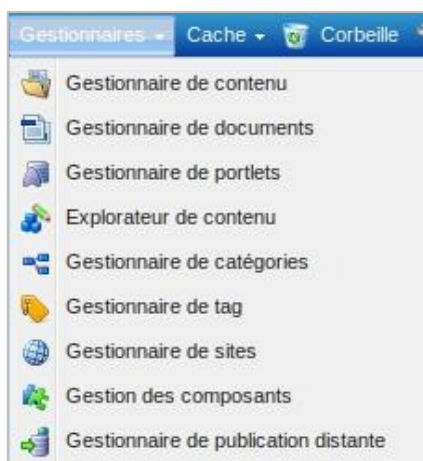 Gestionnaires Cache Corbeille
Gestionnaire de contenu
Gestionnaire de documents
Gestionnaire de portlets
Explorateur de contenu
Gestionnaire de catégories
Gestionnaire de tag
Gestionnaire de sites
Gestion des composants
Gestionnaire de publication distante